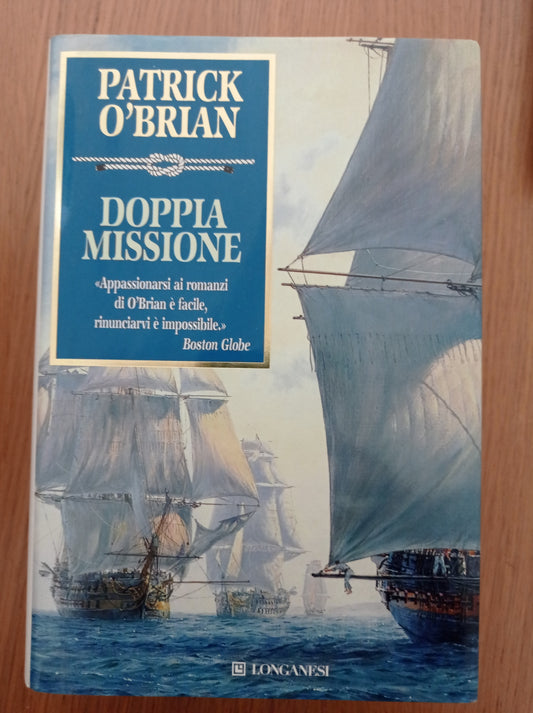 PATRICK
O'BRIAN
DOPPIA
MISSIONE
«Appassionarsi ai romanzi
di O'Brian è facile,
rinunciarvi è impossibile.»
Boston Globe
LONGANESI